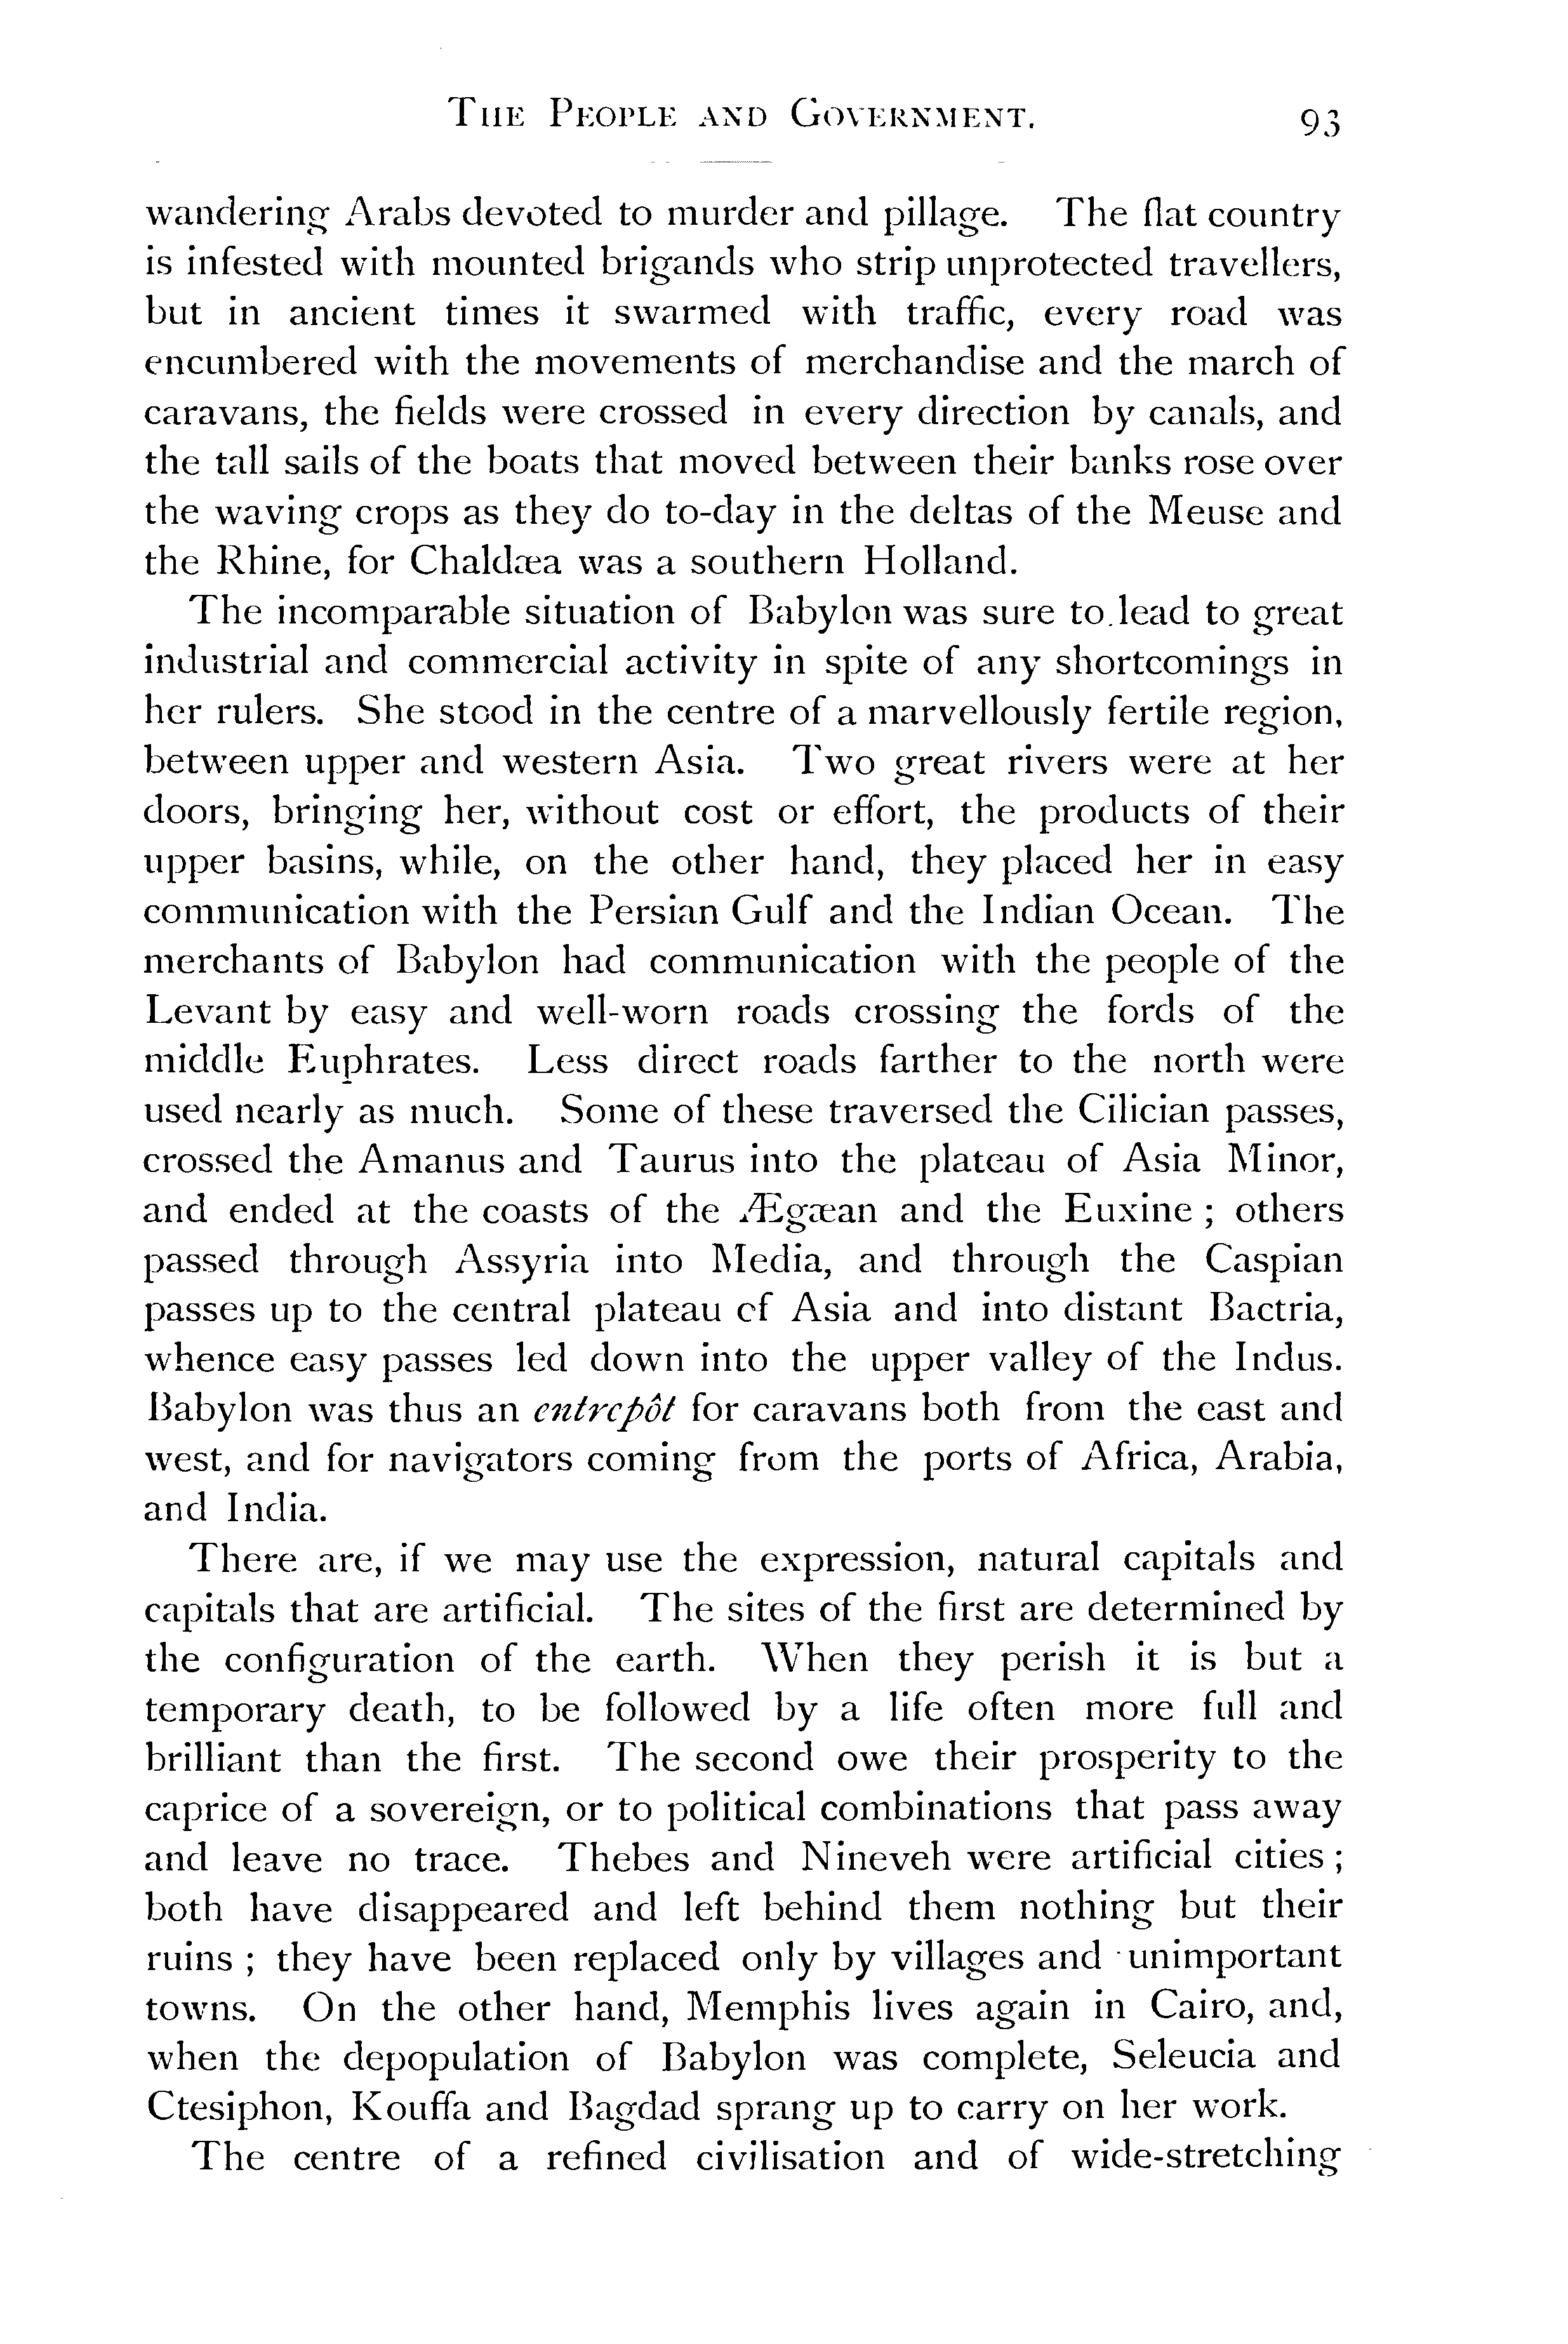 THE PEOPLE AND GOVERNMENT. 93
wandering Arabs devoted to murder and pillage. The flat country
is infested with mounted brigands who strip unprotected travellers,
but in ancient times it swarmed with traffic, every road was
encumbered with the movements of merchandise and the march of
caravans, the fields were crossed in every direction by canals, and
the tall sails of the boats that moved between their banks rose over
the waving crops as they do to-day in the deltas of the Meuse and
the Rhine, for Chaldæa was a southern Holland.
The incomparable situation of Babylon was sure to lead to great
industrial and commercial activity in spite of any shortcomings in
her rulers. She stood in the centre of a marvellously fertile region,
between upper and western Asia. Two great rivers were at her
doors, bringing her, without cost or effort, the products of their
upper basins, while, on the other hand, they placed her in easy
communication with the Persian Gulf and the Indian Ocean. The
merchants of Babylon had communication with the people of the
Levant by easy and well-worn roads crossing the fords of the
middle Euphrates. Less direct roads farther to the north were
used nearly as much. Some of these traversed the Cilician passes,
crossed the Amanus and Taurus into the plateau of Asia Minor,
and ended at the coasts of the Ægæan and the Euxine ; others
passed through Assyria into Media, and through the Caspian
passes up to the central plateau of Asia and into distant Bactria,
whence easy passes led down into the upper valley of the Indus.
Babylon was thus an entrepôt for caravans both from the east and
west, and for navigators coming from the ports of Africa, Arabia,
and India.
There are, if we may use the expression, natural capitals and
capitals that are artificial. The sites of the first are determined by
the configuration of the earth. When they perish it is but a
temporary death, to be followed by a life often more full and
brilliant than the first. The second owe their prosperity to the
caprice of a sovereign, or to political combinations that pass away
and leave no trace. Thebes and Nineveh were artificial cities ;
both have disappeared and left behind them nothing but their
ruins ; they have been replaced only by villages and unimportant
towns. On the other hand, Memphis lives again in Cairo, and,
when the depopulation of Babylon was complete, Seleucia and
Ctesiphon, Kouffa and Bagdad sprang up to carry on her work.
The centre of a refined civilisation and of wide-stretching